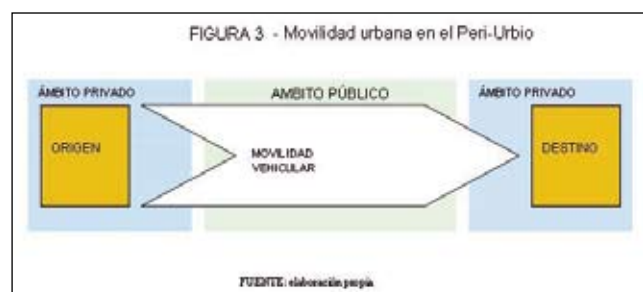 FIGURA 3 - Movilidad urbana en el Peri-Urbio
ÁMBITO PRIVADO
AMBITO PÚBLICO
ÁMBITO PRIVADO
ORIGEN
MOVILIDAD
VEHICULAR
DESTINO
FUENTE: elaboración propia